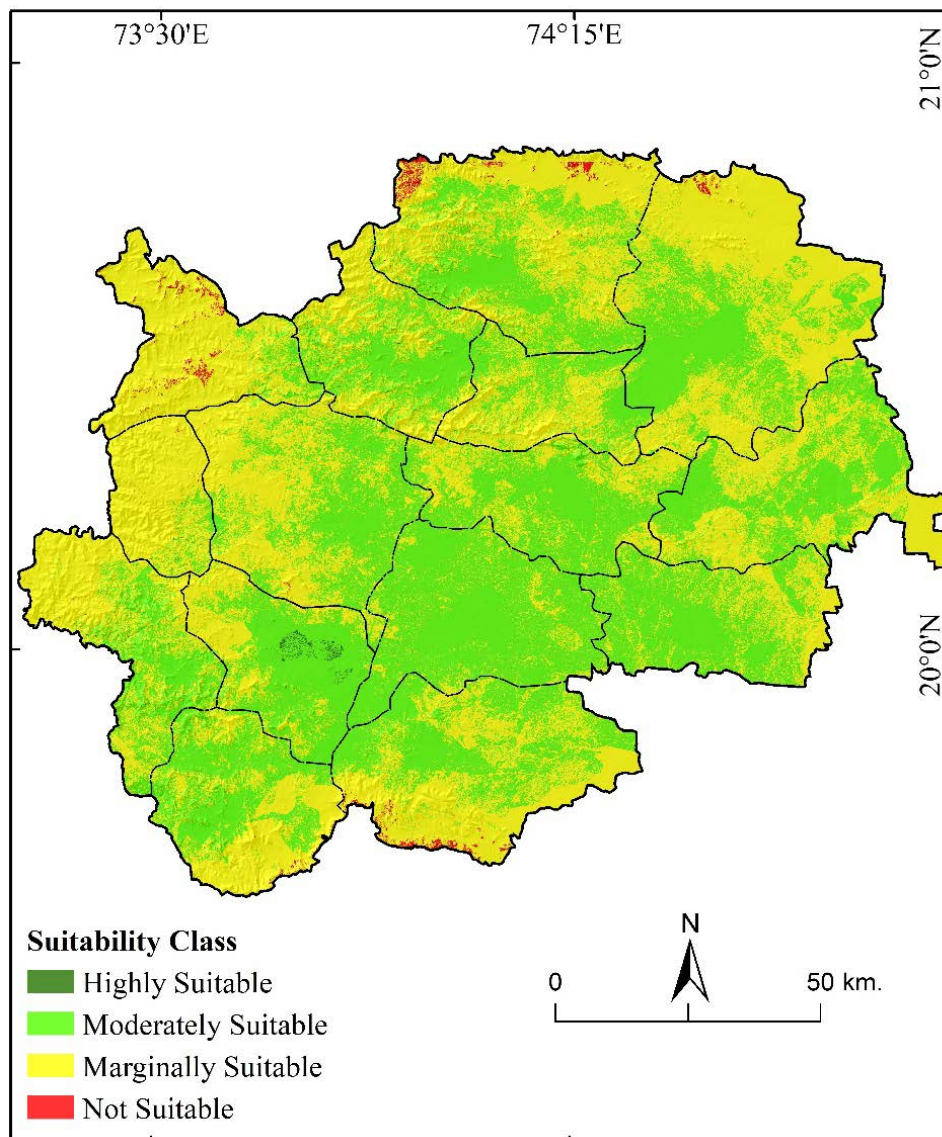 73°30'E 74°15'E
21°0'N
20°0'N
N
Suitability Class
Highly Suitable
Moderately Suitable
Marginally Suitable
Not Suitable
0 50 km.